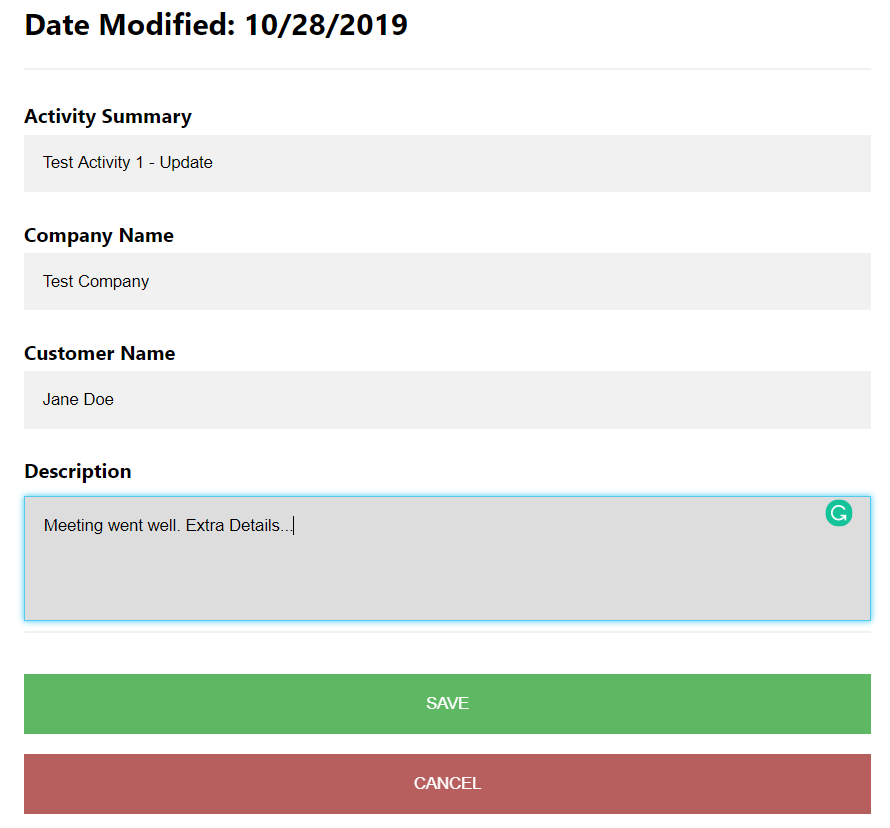 Date Modified: 10/28/2019
Activity Summary
Test Activity 1 - Update
Company Name
Test Company
Customer Name
Jane Doe
Description
Meeting went well. Extra Details...
SAVE
CANCEL